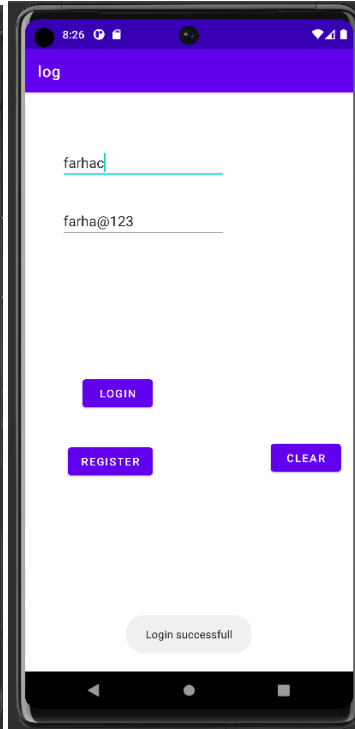 8:26
log
farhac
farha@123
LOGIN
REGISTER
CLEAR
Login successfull